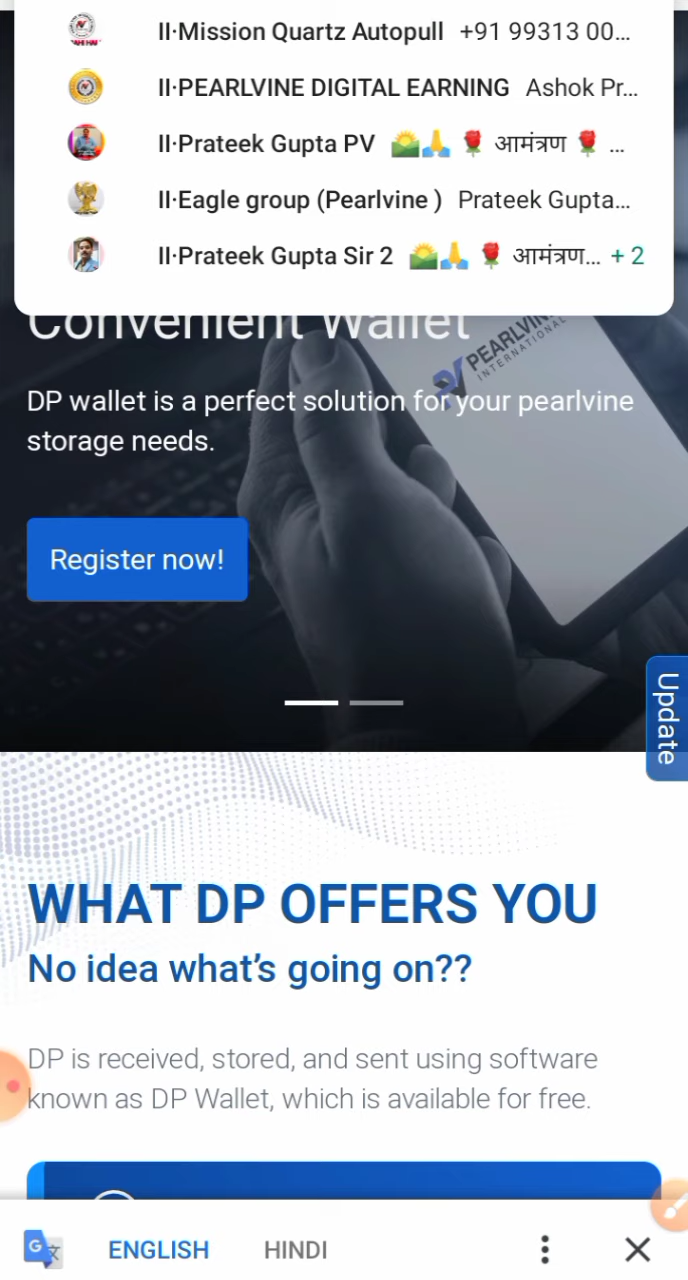 II·Mission Quartz Autopull +91 99313 00...
II·PEARLVINE DIGITAL EARNING Ashok Pr...
II·Prateek Gupta PV 🌄🙏 🌹 आमंत्रण 🌹 ...
II·Eagle group (Pearlvine ) Prateek Gupta...
II·Prateek Gupta Sir 2 🌄🙏 🌹 आमंत्रण... + 2
Convenient Wallet
PEARLVINE
INTERNATIONAL
DP wallet is a perfect solution for your pearlvine
storage needs.
Register now!
Update
WHAT DP OFFERS YOU
No idea what's going on??
DP is received, stored, and sent using software
known as DP Wallet, which is available for free.
ENGLISH HINDI